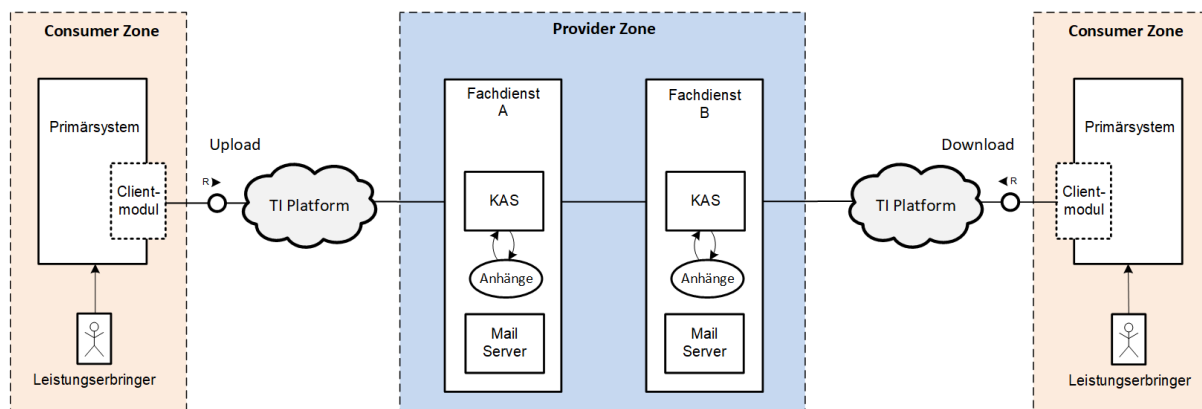 Consumer Zone
Primärsystem
Client-
modul
Leistungserbringer
Upload
R
TI Platform
Provider Zone
Fachdienst
A
KAS
Anhänge
Mail
Server
Fachdienst
B
KAS
Anhänge
Mail
Server
Download
R
TI Platform
Consumer Zone
Primärsystem
Client-
modul
Leistungserbringer